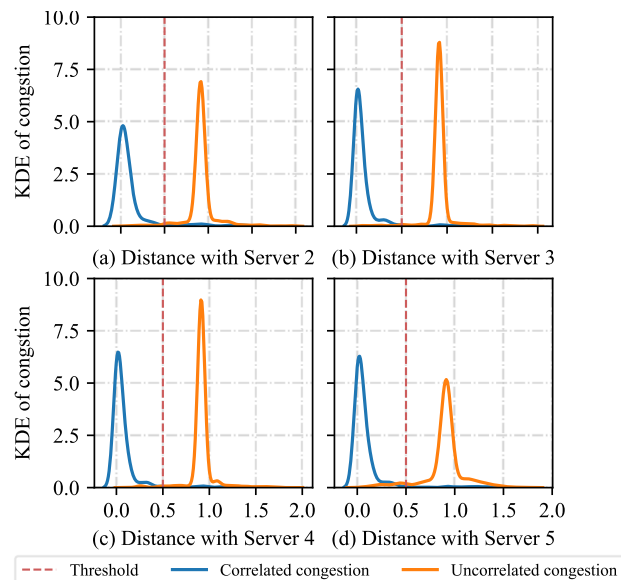 10.0
7.5
5.0
2.5
0.0
KDE of congstion
(a) Distance with Server 2
(b) Distance with Server 3
10.0
7.5
5.0
2.5
0.0
KDE of congstion
0.0 0.5 1.0 1.5 2.0
0.0 0.5 1.0 1.5 2.0
(c) Distance with Server 4
(d) Distance with Server 5
Threshold Correlated congestion Uncorrelated congestion